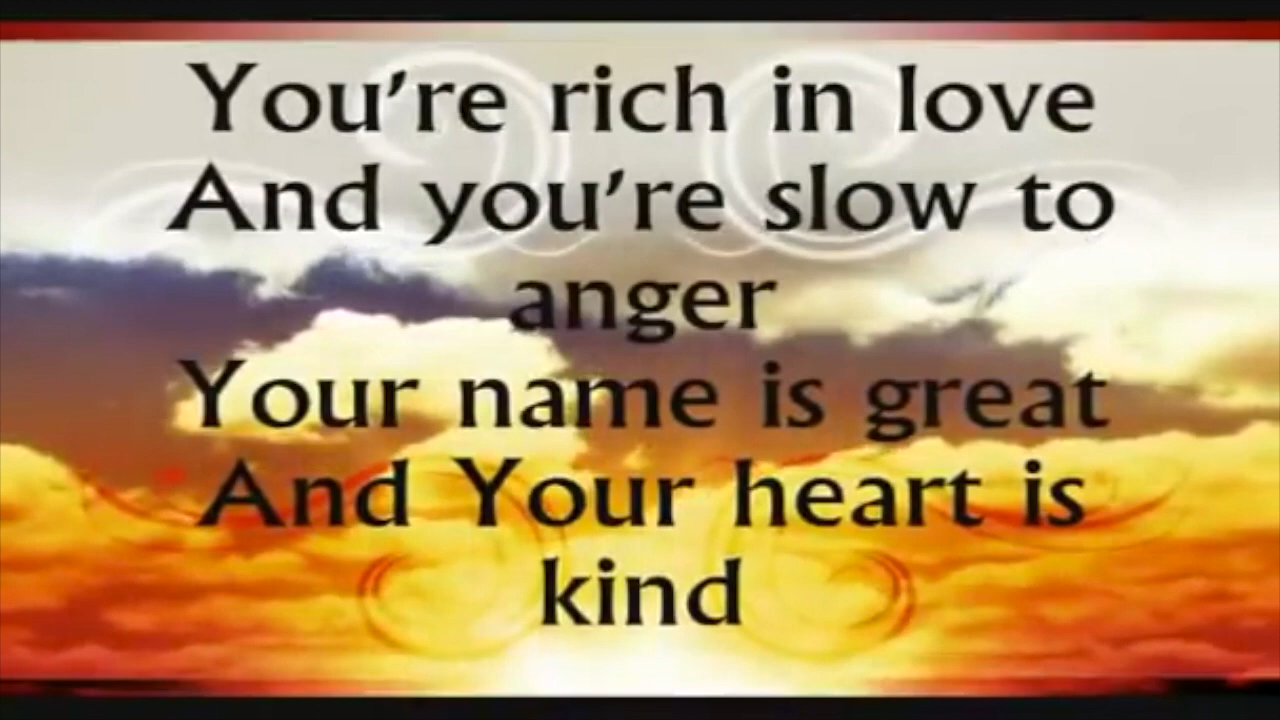 You're rich in love
And you're slow to
anger
Your name is great
And Your heart is
kind